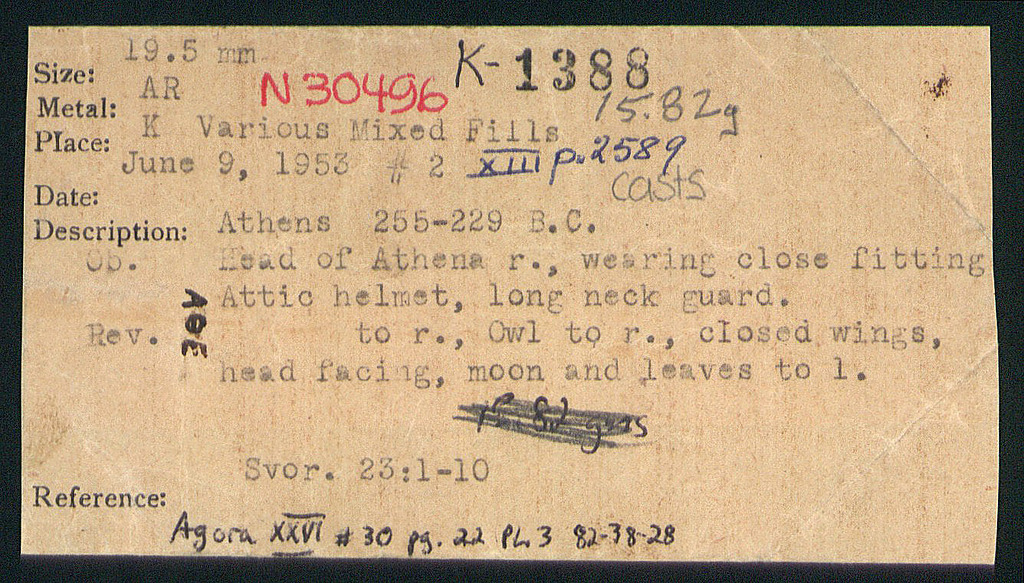 Size: 19.5 mm K-1388
Metal: AR N30496 15.82g
Place: K Various Mixed Fills
June 9, 1953 # 2 XIII p. 2589
casts
Date:
Description: Athens 255-229 B.C.
Ob. Head of Athena r., wearing close fitting
Attic helmet, long neck guard.
Rev. ΑΘΕ to r., Owl to r., closed wings,
head facing, moon and leaves to l.
Svor. 23:1-10
Reference:
Agora XXVI # 30 pg. 22 PL 3 82-38-28